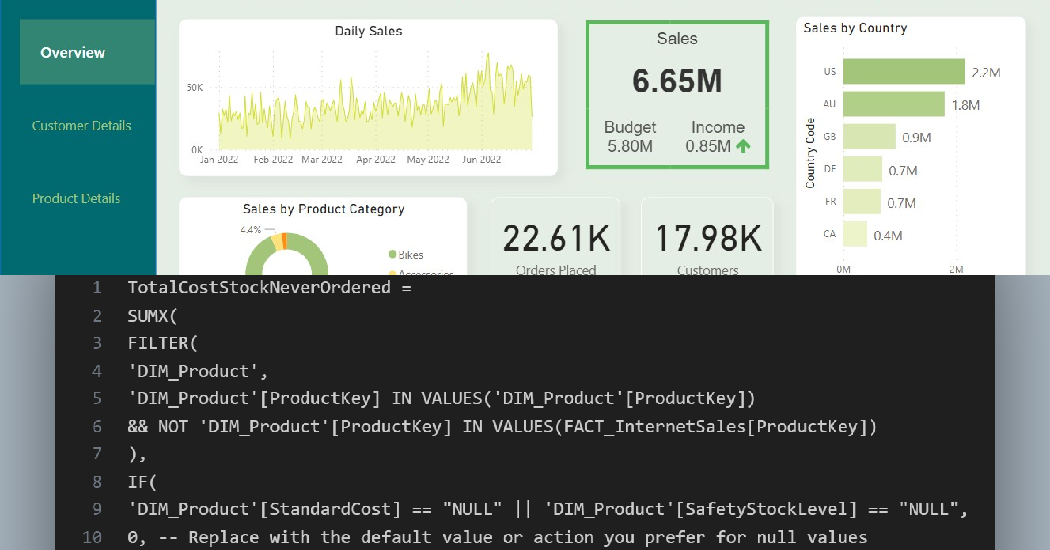 Overview
Customer Details
Product Details
Daily Sales
50K
0K
Jan 2022 Feb 2022 Mar 2022 Apr 2022 May 2022 Jun 2022
Sales
6.65M
Budget Income
5.80M 0.85M
Sales by Country
Country Code
US 2.2M
AU 1.8M
GB 0.9M
DE 0.7M
FR 0.7M
CA 0.4M
0M 2M
Sales by Product Category
4.4%
Bikes
Accessories
22.61K
Orders Placed
17.98K
Customers
1 TotalCostStockNeverOrdered =
2 SUMX(
3 FILTER(
4 'DIM_Product',
5 'DIM_Product'[ProductKey] IN VALUES('DIM_Product'[ProductKey])
6 && NOT 'DIM_Product'[ProductKey] IN VALUES(FACT_InternetSales[ProductKey])
7 ),
8 IF(
9 'DIM_Product'[StandardCost] == "NULL" || 'DIM_Product'[SafetyStockLevel] == "NULL",
10 0, -- Replace with the default value or action you prefer for null values